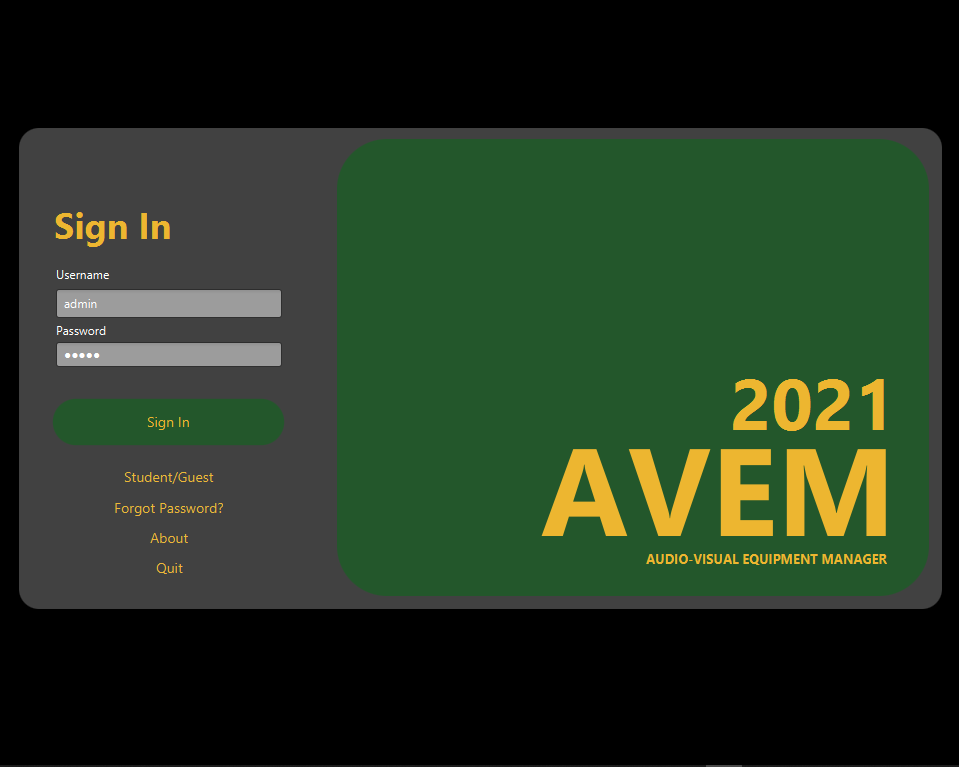 Sign In
Username
admin
Password
●●●●●
Sign In
Student/Guest
Forgot Password?
About
Quit
2021
AVEM
AUDIO-VISUAL EQUIPMENT MANAGER